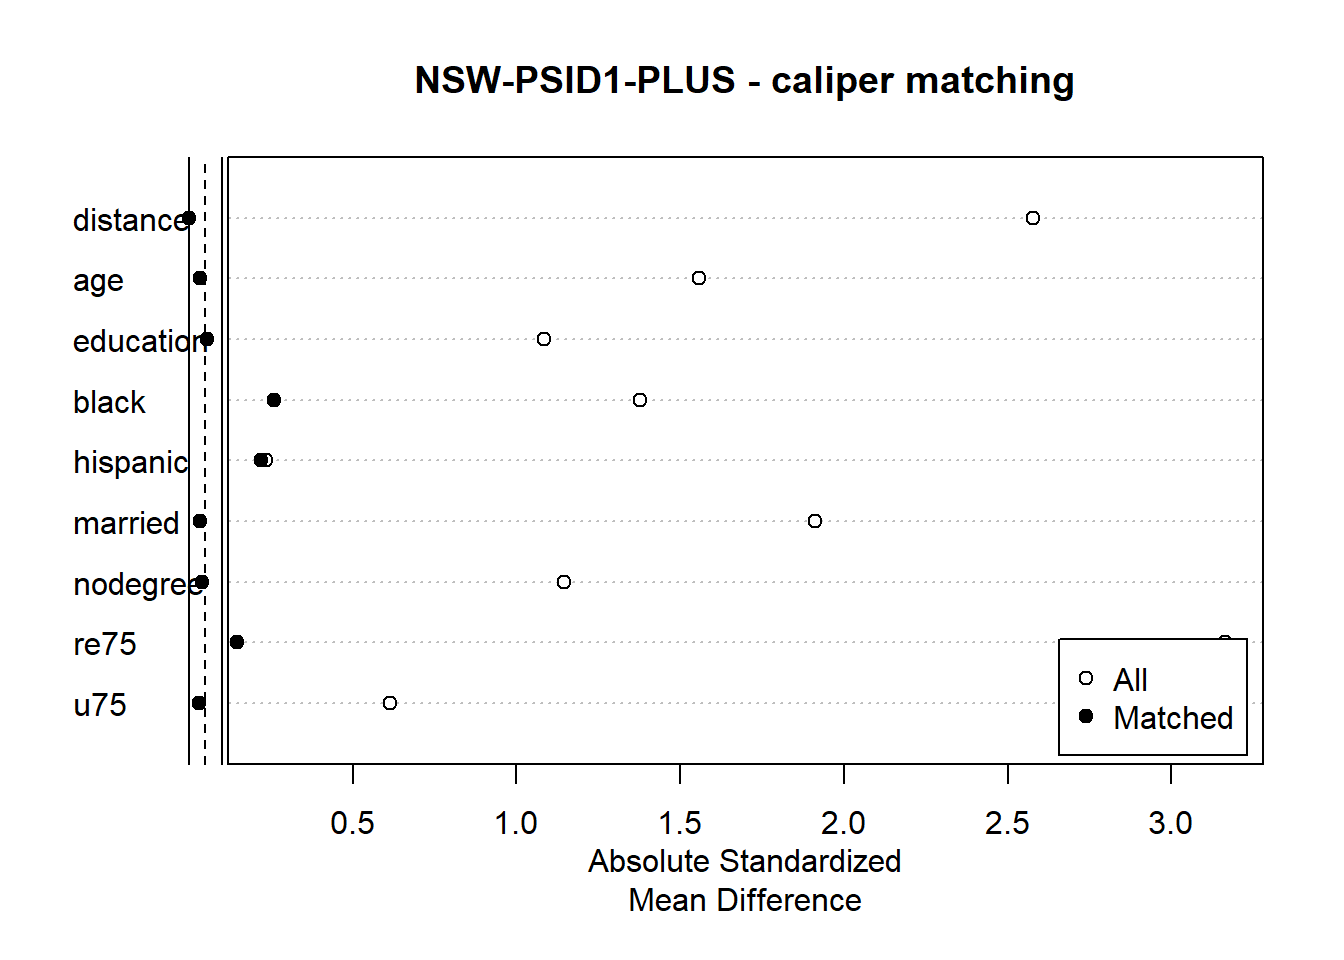 NSW-PSID1-PLUS - caliper matching
distance
age
education
black
hispanic
married
nodegree
re75
u75
All
Matched
0.5 1.0 1.5 2.0 2.5 3.0
Absolute Standardized
Mean Difference